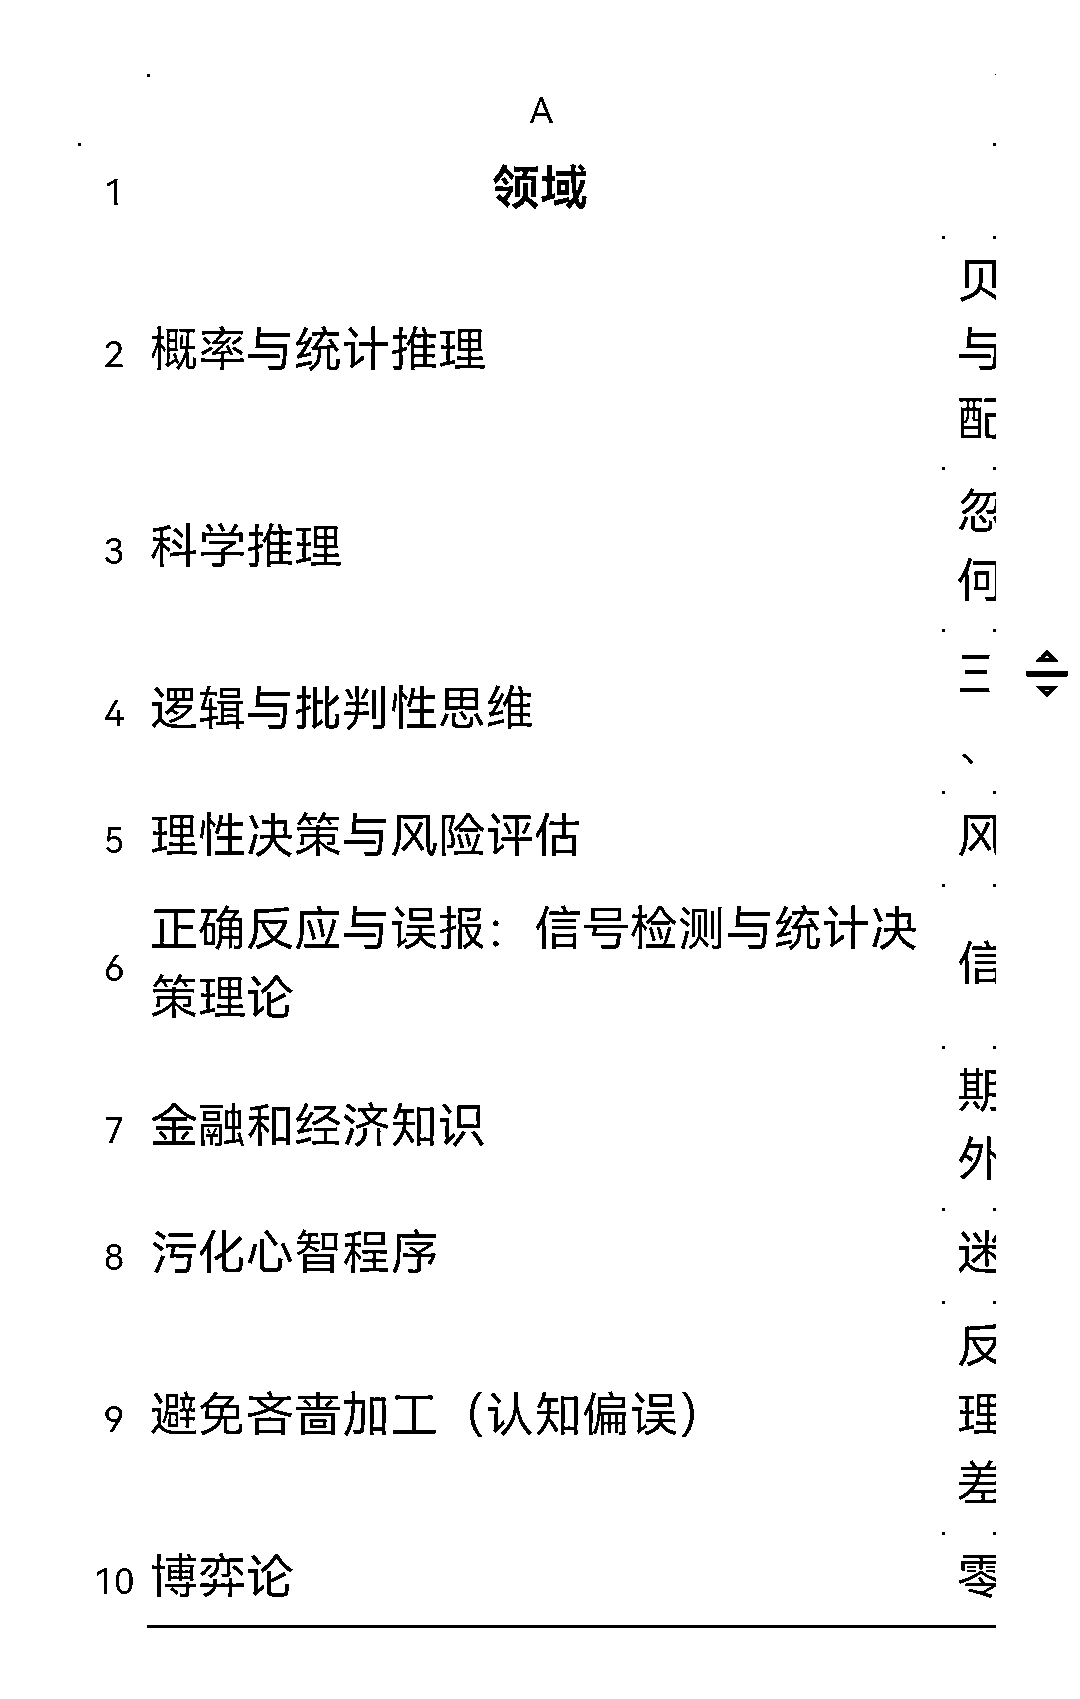 A
1 领域
2 概率与统计推理
贝
与
配
3 科学推理
忽
何
4 逻辑与批判性思维
三
、
5 理性决策与风险评估
风
6 正确反应与误报：信号检测与统计决
策理论
信
7 金融和经济知识
期
外
8 污化心智程序
迷
9 避免吝啬加工（认知偏误）
反
理
差
10 博弈论
零